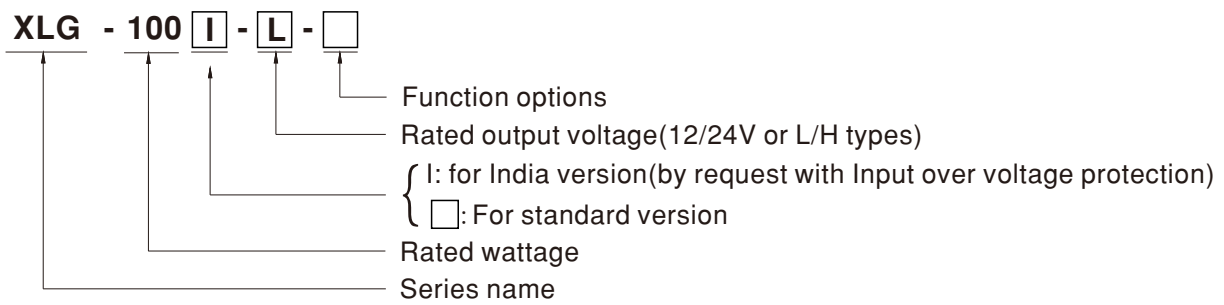 XLG - 100 I - L - □
Function options
Rated output voltage(12/24V or L/H types)
I: for India version(by request with Input over voltage protection)
□: For standard version
Rated wattage
Series name